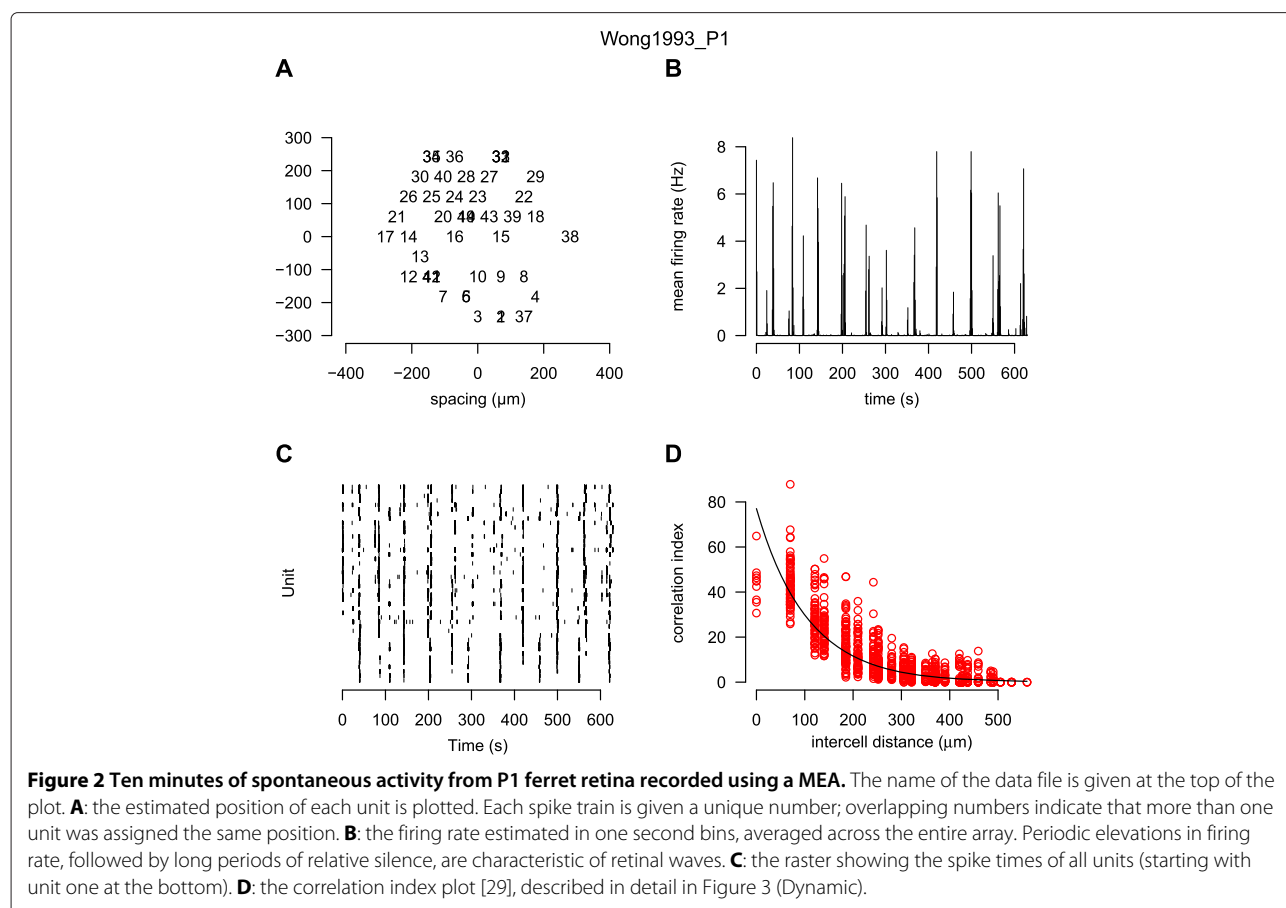 Wong1993_P1
A
300
200
100
0
−100
−200
−300
36 
30 40 28 27 29
26 25 24 23 22
21 20 43 39 18
17 14 16 15 38
13
12 10 9 8
7 6 4
3 37
−400 −200 0 200 400
spacing (µm)
B
mean firing rate (Hz)
8
6
4
2
0
0 100 200 300 400 500 600
time (s)
C
Unit
0 100 200 300 400 500 600
Time (s)
D
correlation index
80
60
40
20
0
0 100 200 300 400 500
intercell distance (µm)
Figure 2 Ten minutes of spontaneous activity from P1 ferret retina recorded using a MEA. The name of the data file is given at the top of the
plot. A: the estimated position of each unit is plotted. Each spike train is given a unique number; overlapping numbers indicate that more than one
unit was assigned the same position. B: the firing rate estimated in one second bins, averaged across the entire array. Periodic elevations in firing
rate, followed by long periods of relative silence, are characteristic of retinal waves. C: the raster showing the spike times of all units (starting with
unit one at the bottom). D: the correlation index plot [29], described in detail in Figure 3 (Dynamic).